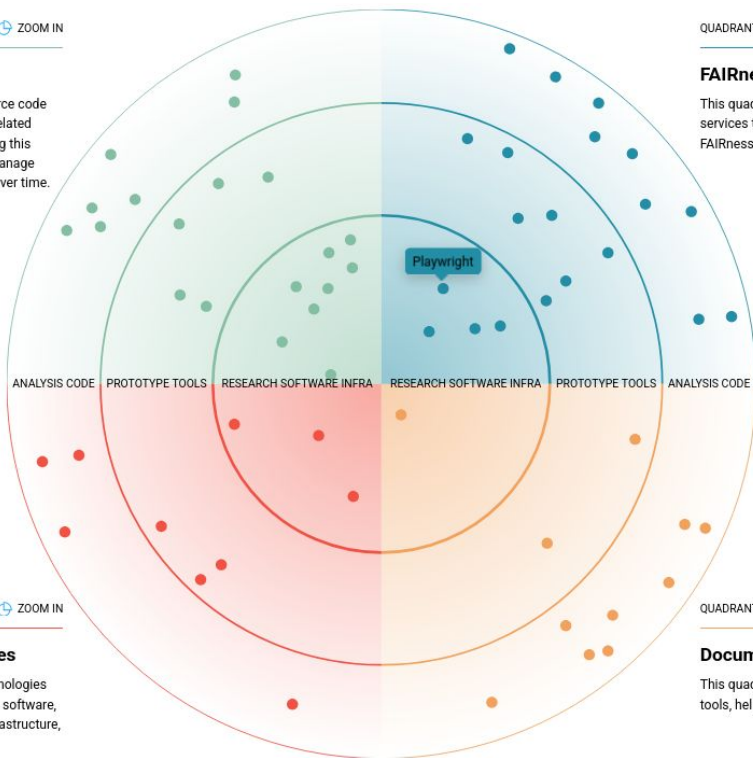 ZOOM IN
QUADRANT
FAIRne
rce code
elated
g this
anage
ver time.
This quad
services t
FAIRness
Playwright
ANALYSIS CODE PROTOTYPE TOOLS RESEARCH SOFTWARE INFRA RESEARCH SOFTWARE INFRA PROTOTYPE TOOLS ANALYSIS CODE
ZOOM IN
QUADRANT
es
nologies
software,
astructure,
Docum
This quad
tools, hel